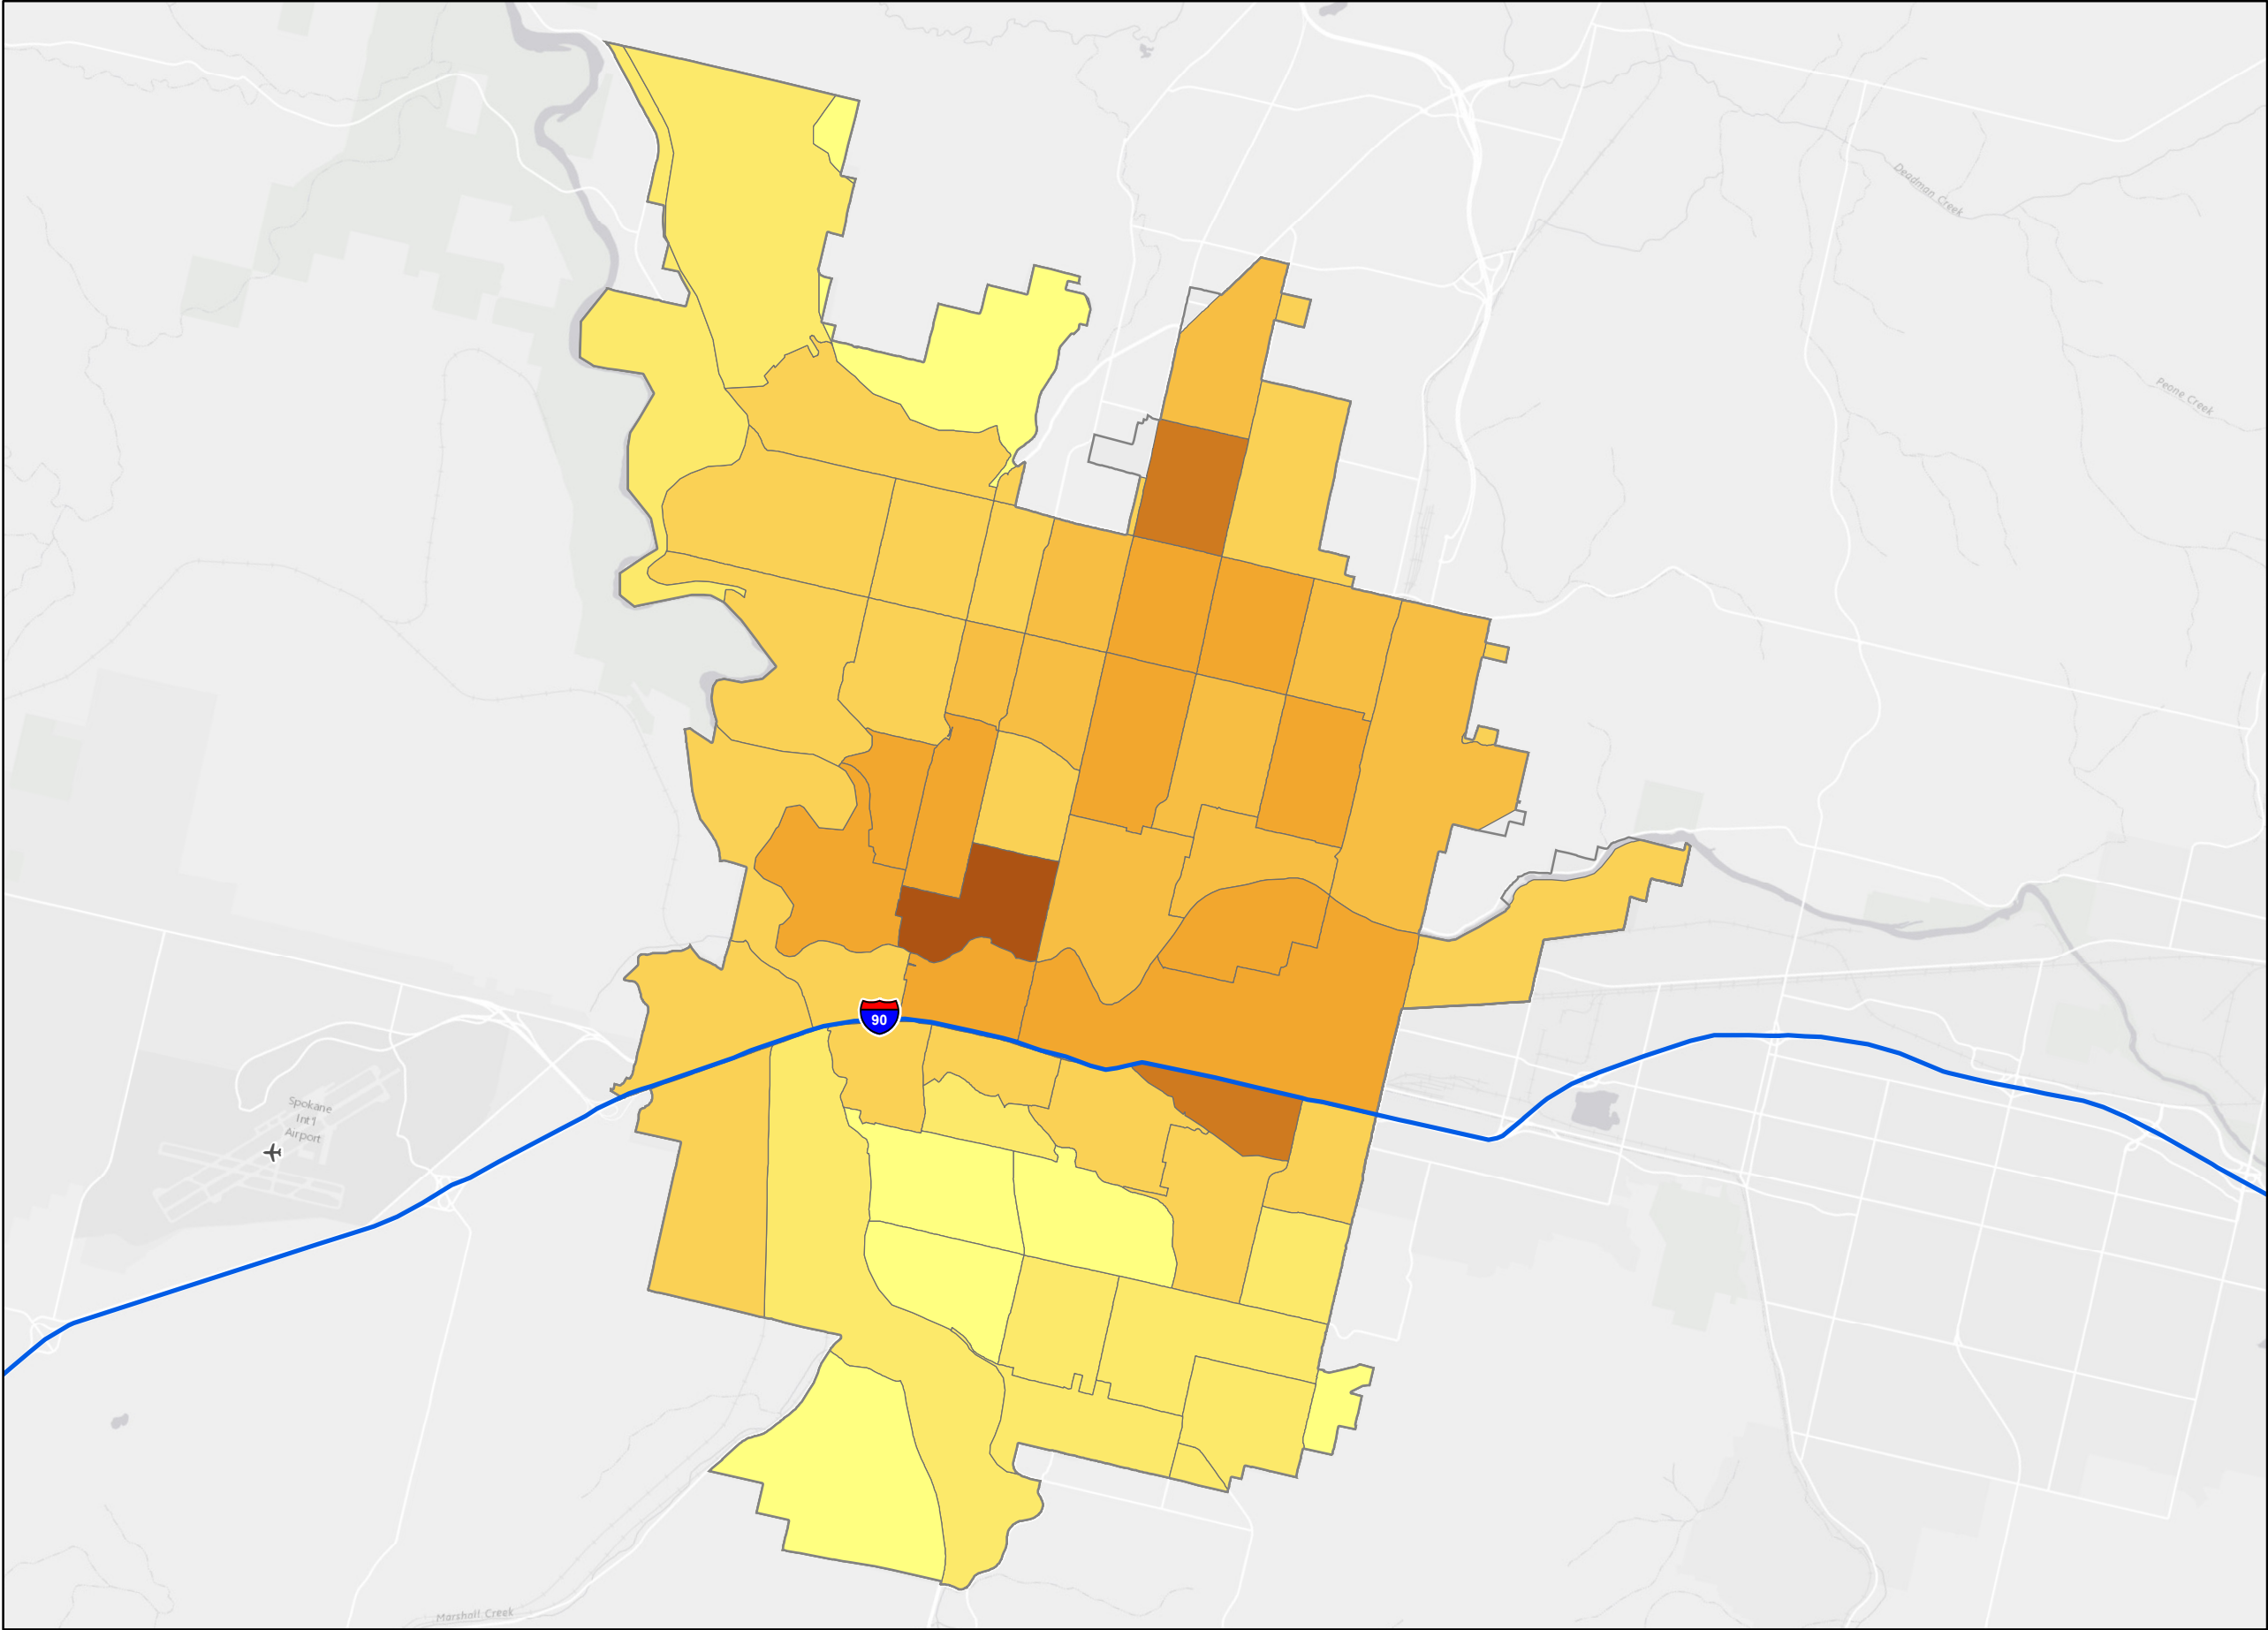 Deadman Creek
Peone Creek
90
Spokane
Int'l
Airport
Marshall Creek